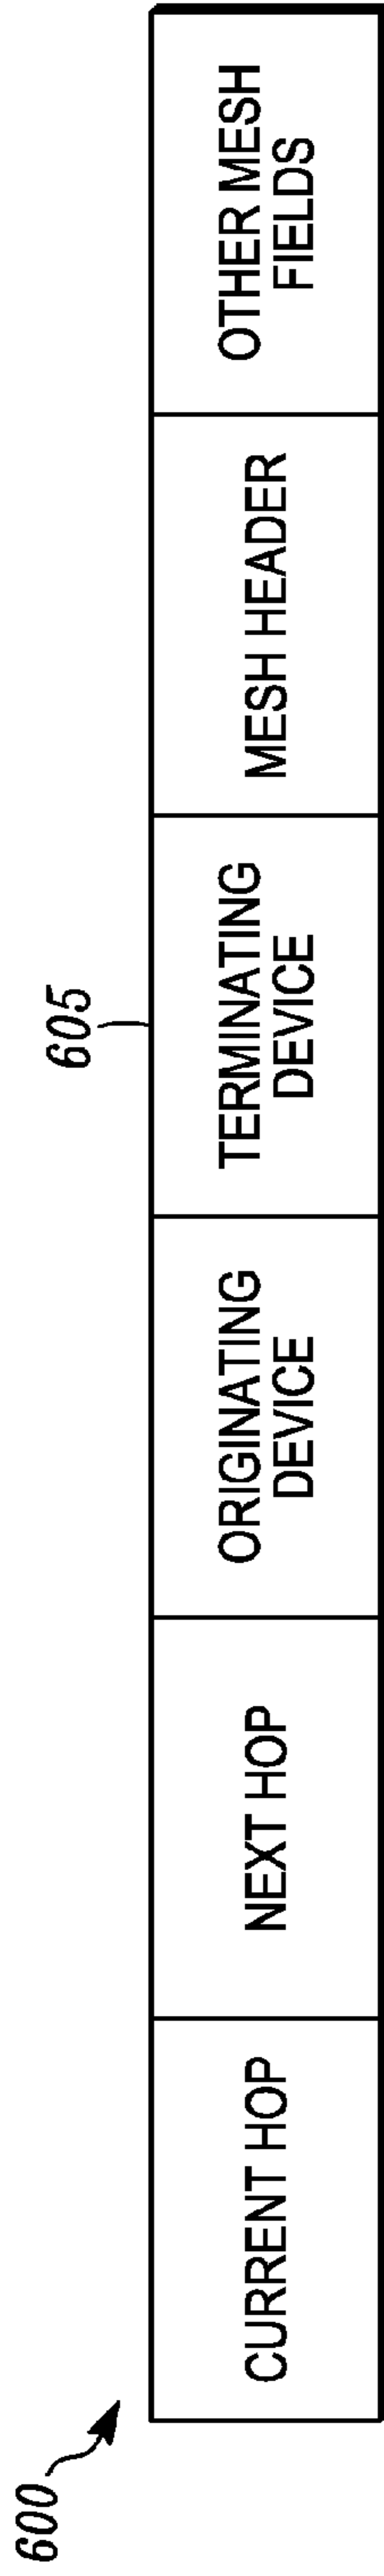 600
605
CURRENT HOP
NEXT HOP
ORIGINATING
DEVICE
TERMINATING
DEVICE
MESH HEADER
OTHER MESH
FIELDS